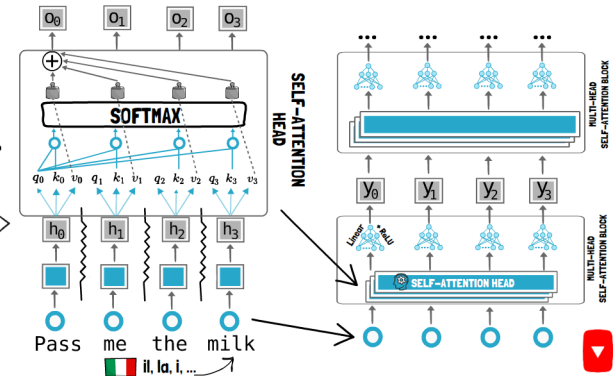 o0 o1 o2 o3
+
SOFTMAX
q0 k0 v0 q1 k1 v1 q2 k2 v2 q3 k3 v3
h0 h1 h2 h3
Pass me the milk
il, la, i, ...
SELF-ATTENTION
HEAD
... ... ... ...
MULTI-HEAD
SELF-ATTENTION BLOCK
y0 y1 y2 y3
Linear
+ReLU
SELF-ATTENTION HEAD
MULTI-HEAD
SELF-ATTENTION BLOCK